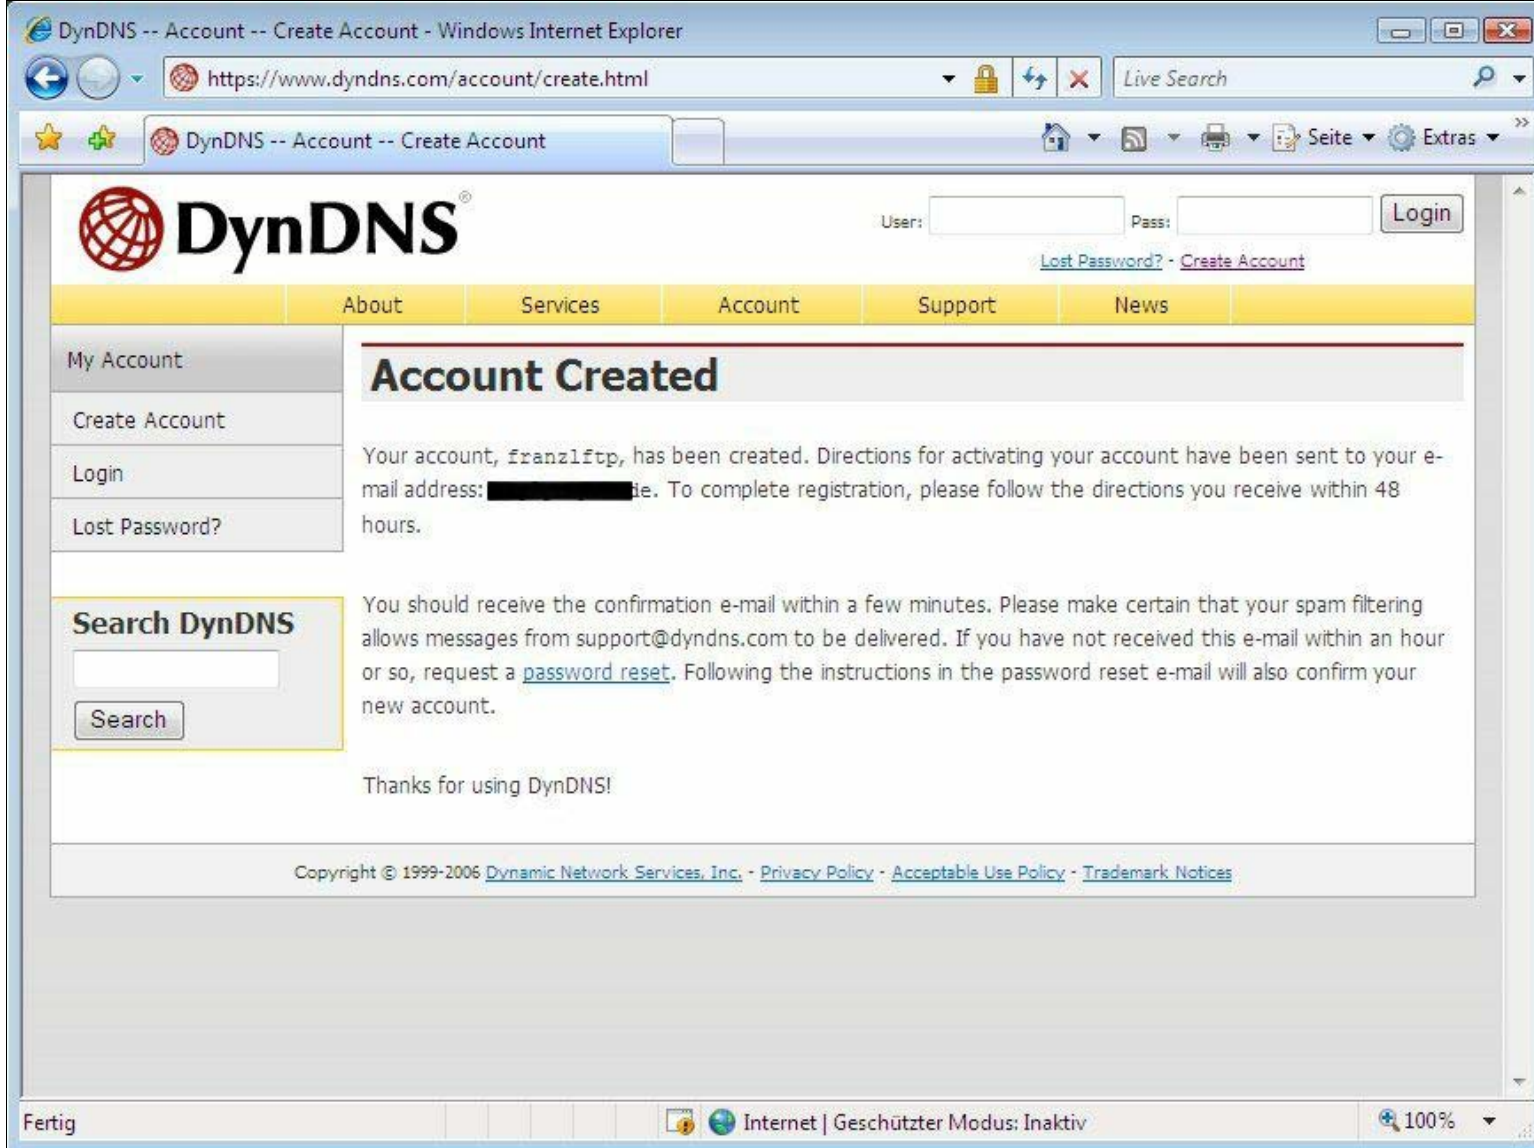 DynDNS -- Account -- Create Account - Windows Internet Explorer
https://www.dyndns.com/account/create.html
Live Search
DynDNS -- Account -- Create Account
Seite
Extras
DynDNS®
User:
Pass:
Login
Lost Password? - Create Account
About
Services
Account
Support
News
My Account
Create Account
Login
Lost Password?
Search DynDNS
Search
Account Created
Your account, franzlftp, has been created. Directions for activating your account have been sent to your e-
mail address: ie. To complete registration, please follow the directions you receive within 48
hours.
You should receive the confirmation e-mail within a few minutes. Please make certain that your spam filtering
allows messages from support@dyndns.com to be delivered. If you have not received this e-mail within an hour
or so, request a password reset. Following the instructions in the password reset e-mail will also confirm your
new account.
Thanks for using DynDNS!
Copyright © 1999-2006 Dynamic Network Services, Inc. - Privacy Policy - Acceptable Use Policy - Trademark Notices
Fertig
Internet | Geschützter Modus: Inaktiv
100%